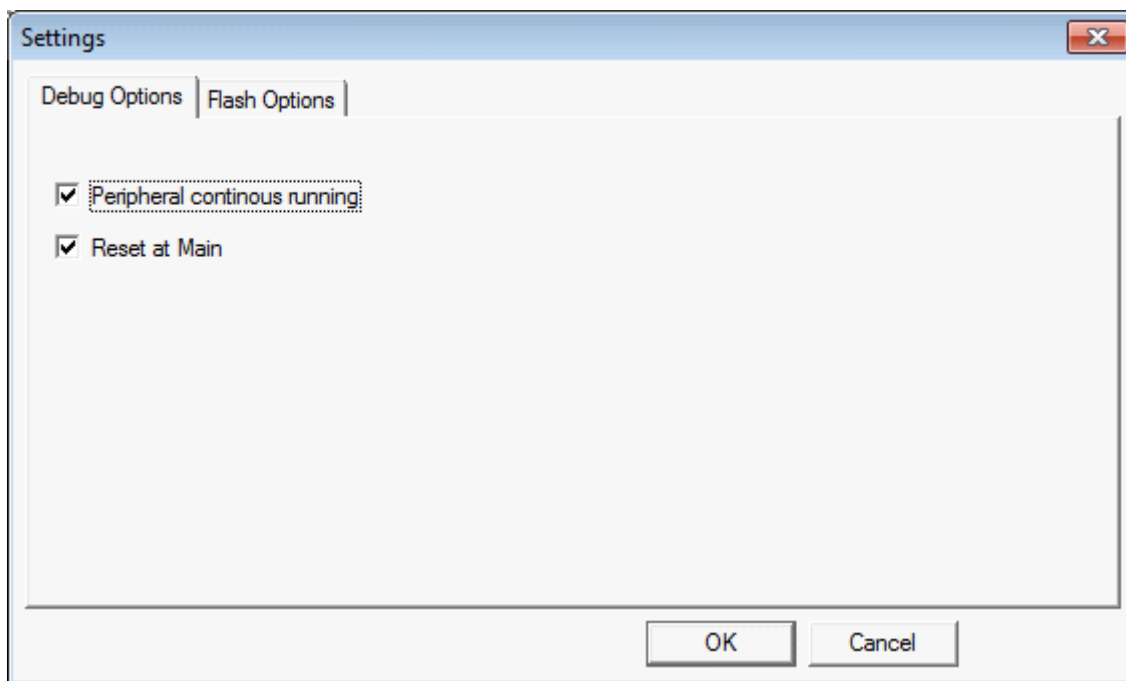 Settings
Debug Options
Flash Options
Peripheral continous running
Reset at Main
OK
Cancel